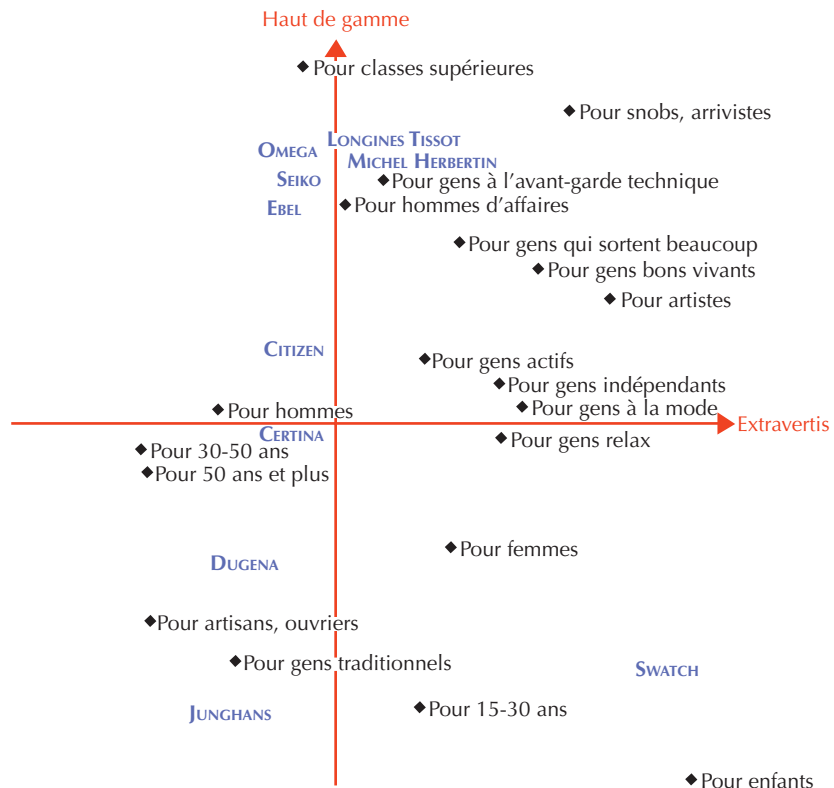 Haut de gamme
Pour classes supérieures
Pour snobs, arrivistes
LONGINES TISSOT
OMEGA
MICHEL HERBERTIN
SEIKO
Pour gens à l'avant-garde technique
EBEL
Pour hommes d'affaires
Pour gens qui sortent beaucoup
Pour gens bons vivants
Pour artistes
CITIZEN
Pour gens actifs
Pour gens indépendants
Pour hommes
Pour gens à la mode
Extravertis
CERTINA
Pour gens relax
Pour 30-50 ans
Pour 50 ans et plus
Pour femmes
DUGENA
Pour artisans, ouvriers
Pour gens traditionnels
SWATCH
JUNGHANS
Pour 15-30 ans
Pour enfants